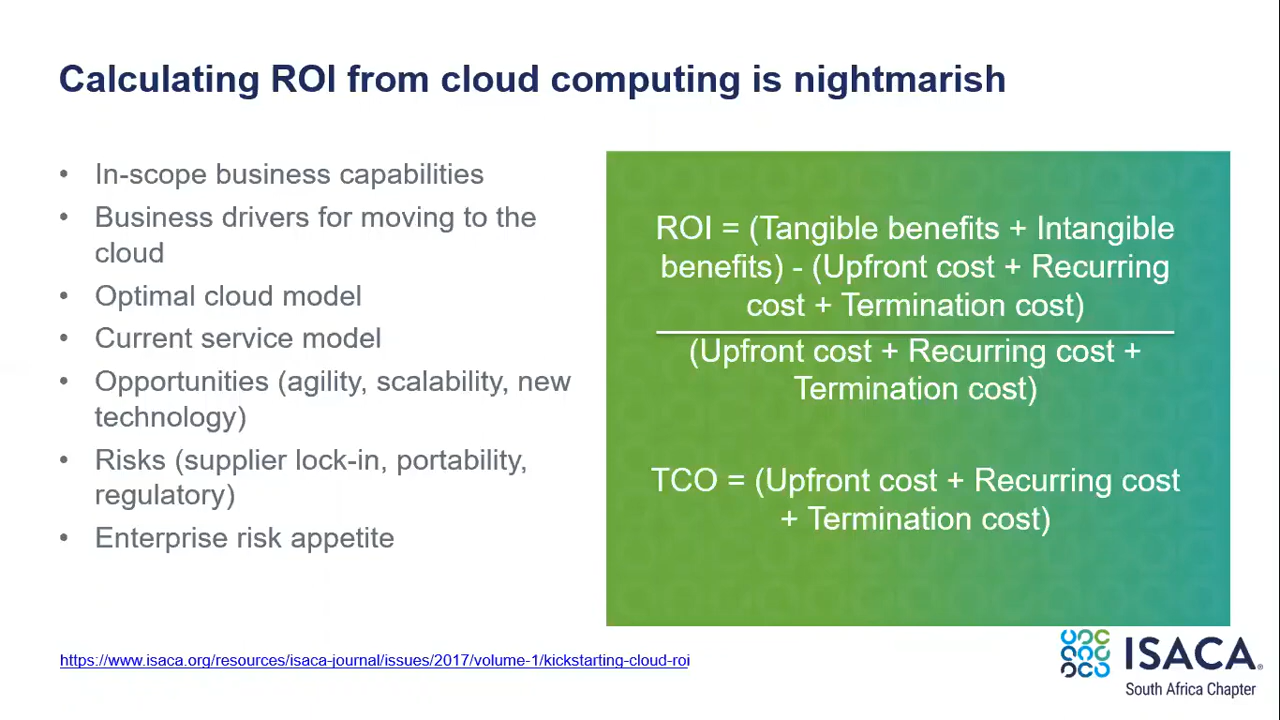 Calculating ROI from cloud computing is nightmarish
• In-scope business capabilities
• Business drivers for moving to the
cloud
• Optimal cloud model
• Current service model
• Opportunities (agility, scalability, new
technology)
• Risks (supplier lock-in, portability,
regulatory)
• Enterprise risk appetite
ROI = (Tangible benefits + Intangible
benefits) - (Upfront cost + Recurring
cost + Termination cost)
(Upfront cost + Recurring cost +
Termination cost)
TCO = (Upfront cost + Recurring cost
+ Termination cost)
https://www.isaca.org/resources/isaca-journal/issues/2017/volume-1/kickstarting-cloud-roi
ISACA®
South Africa Chapter